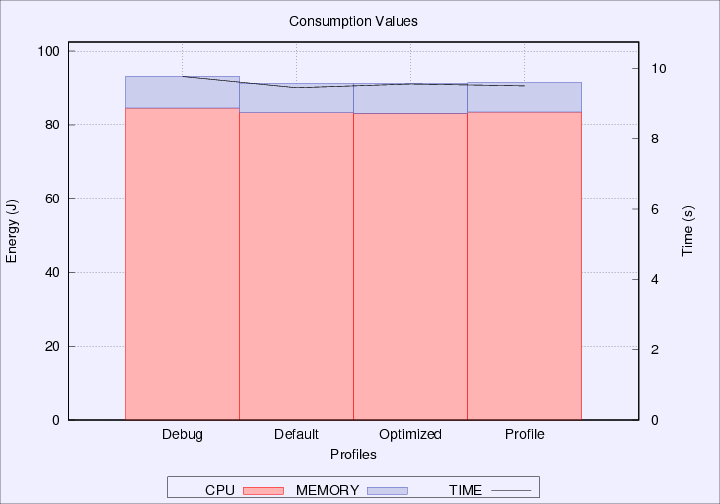 Consumption Values
100
80
60
40
20
0
Energy (J)
10
8
6
4
2
0
Time (s)
Debug Default Optimized Profile
Profiles
CPU MEMORY TIME